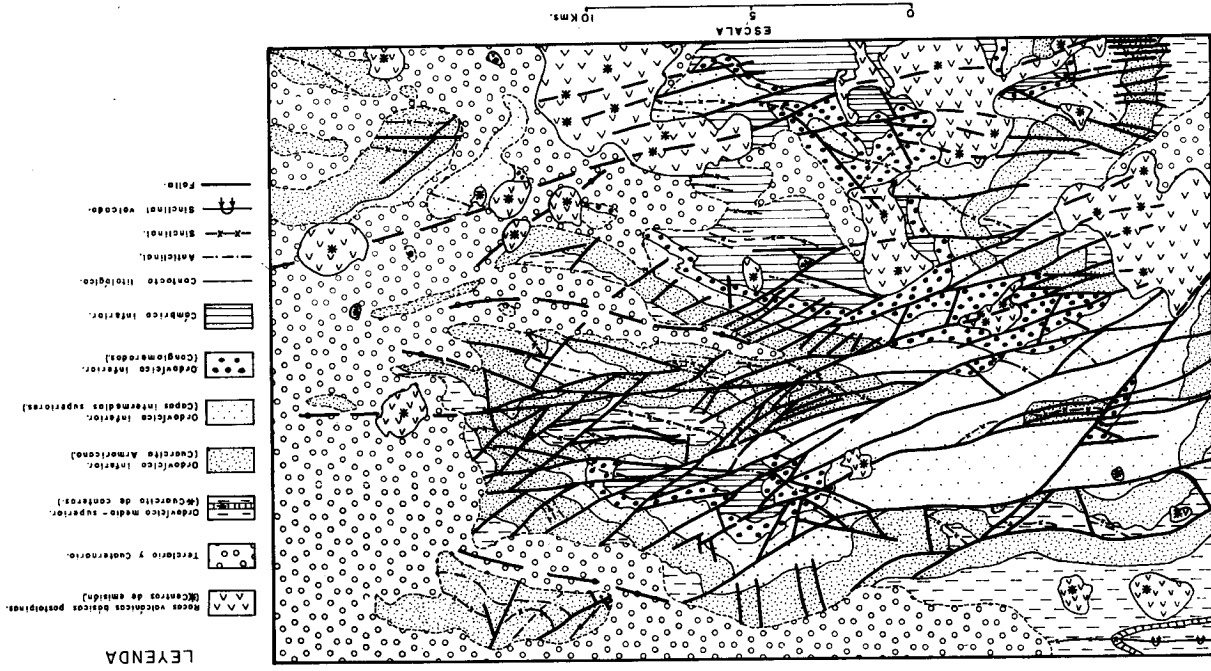 LEYENDA
Rocas volcánicas básicas postalpinas.
(✳Centros de emisión.)
Terciario y Cuaternario.
Ordovícico medio-superior.
(✳Cuarcita de canteras.)
Ordovícico inferior.
(Cuarcita Armoricana.)
Ordovícico inferior.
(Capas intermedias superiores.)
Ordovícico inferior.
(Conglomerados.)
Cámbrico inferior.
Contacto litológico.
Anticlinal.
Sinclinal.
Sinclinal volcado.
Falla.
ESCALA
0 5 10 Kms.